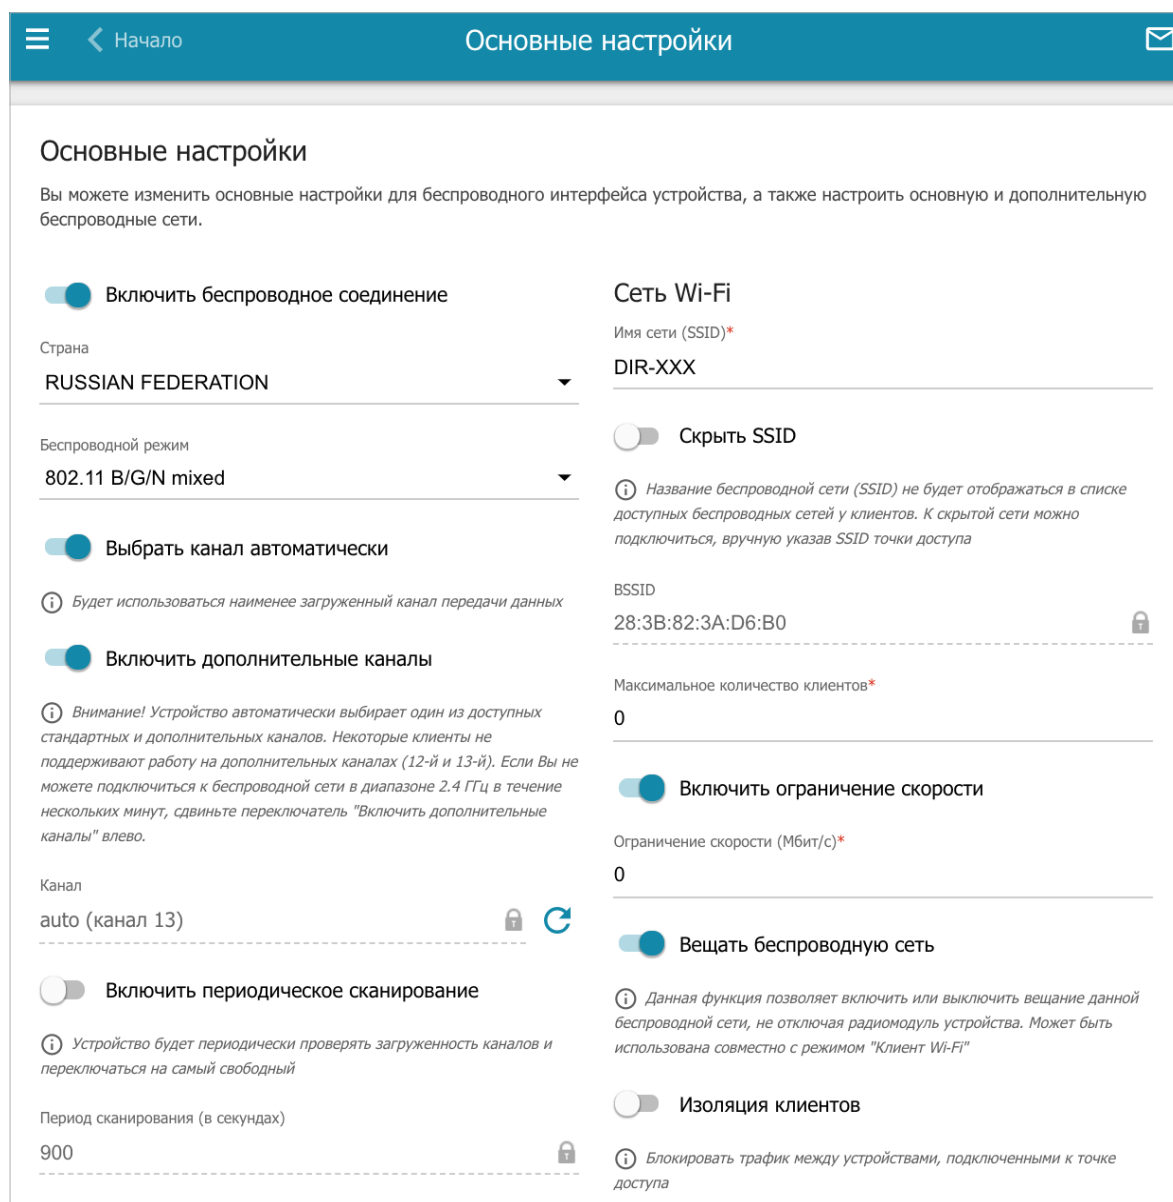 Начало
Основные настройки
Основные настройки
Вы можете изменить основные настройки для беспроводного интерфейса устройства, а также настроить основную и дополнительную
беспроводные сети.
Включить беспроводное соединение
Страна
RUSSIAN FEDERATION
Беспроводной режим
802.11 B/G/N mixed
Выбрать канал автоматически
Будет использоваться наименее загруженный канал передачи данных
Включить дополнительные каналы
Внимание! Устройство автоматически выбирает один из доступных
стандартных и дополнительных каналов. Некоторые клиенты не
поддерживают работу на дополнительных каналах (12-й и 13-й). Если Вы не
можете подключиться к беспроводной сети в диапазоне 2.4 ГГц в течение
нескольких минут, сдвиньте переключатель "Включить дополнительные
каналы" влево.
Канал
auto (канал 13)
Включить периодическое сканирование
Устройство будет периодически проверять загруженность каналов и
переключаться на самый свободный
Период сканирования (в секундах)
900
Сеть Wi-Fi
Имя сети (SSID)*
DIR-XXX
Скрыть SSID
Название беспроводной сети (SSID) не будет отображаться в списке
доступных беспроводных сетей у клиентов. К скрытой сети можно
подключиться, вручную указав SSID точки доступа
BSSID
28:3B:82:3A:D6:B0
Максимальное количество клиентов*
0
Включить ограничение скорости
Ограничение скорости (Мбит/с)*
0
Вещать беспроводную сеть
Данная функция позволяет включить или выключить вещание данной
беспроводной сети, не отключая радиомодуль устройства. Может быть
использована совместно с режимом "Клиент Wi-Fi"
Изоляция клиентов
Блокировать трафик между устройствами, подключенными к точке
доступа